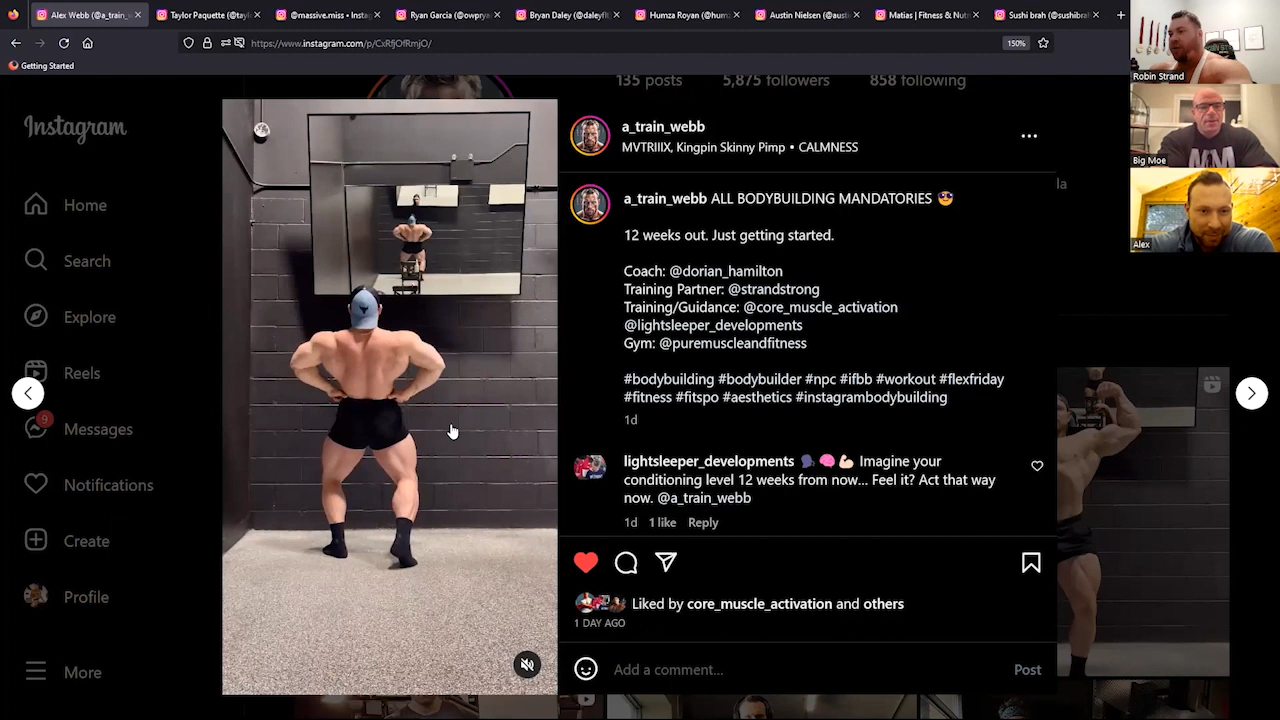 Alex Webb (@a_train_
Taylor Paquette (@tayl
@massive.miss • Insta
Ryan Garcia (@owprya
Bryan Daley (@daleyfit
Humza Royan (@hum
Austin Nielsen (@aust
Matias | Fitness & Nut
Sushi brah (@sushibra
https://www.instagram.com/p/CxRfjOfRmjO/
150%
Getting Started
Robin Strand
Big Moe
Alex
135 posts
5,875 followers
858 following
Instagram
Home
Search
Explore
Reels
9
Messages
Notifications
Create
Profile
More
a_train_webb
MVTRIIIX, Kingpin Skinny Pimp • CALMNESS
a_train_webb ALL BODYBUILDING MANDATORIES 😎
12 weeks out. Just getting started.
Coach: @dorian_hamilton
Training Partner: @strandstrong
Training/Guidance: @core_muscle_activation
@lightsleeper_developments
Gym: @puremuscleandfitness
#bodybuilding #bodybuilder #npc #ifbb #workout #flexfriday
#fitness #fitspo #aesthetics #instagrambodybuilding
1d
lightsleeper_developments 🗣️🧠💪🏻 Imagine your
conditioning level 12 weeks from now... Feel it? Act that way
now. @a_train_webb
1d 1 like Reply
Liked by core_muscle_activation and others
1 DAY AGO
Add a comment...
Post